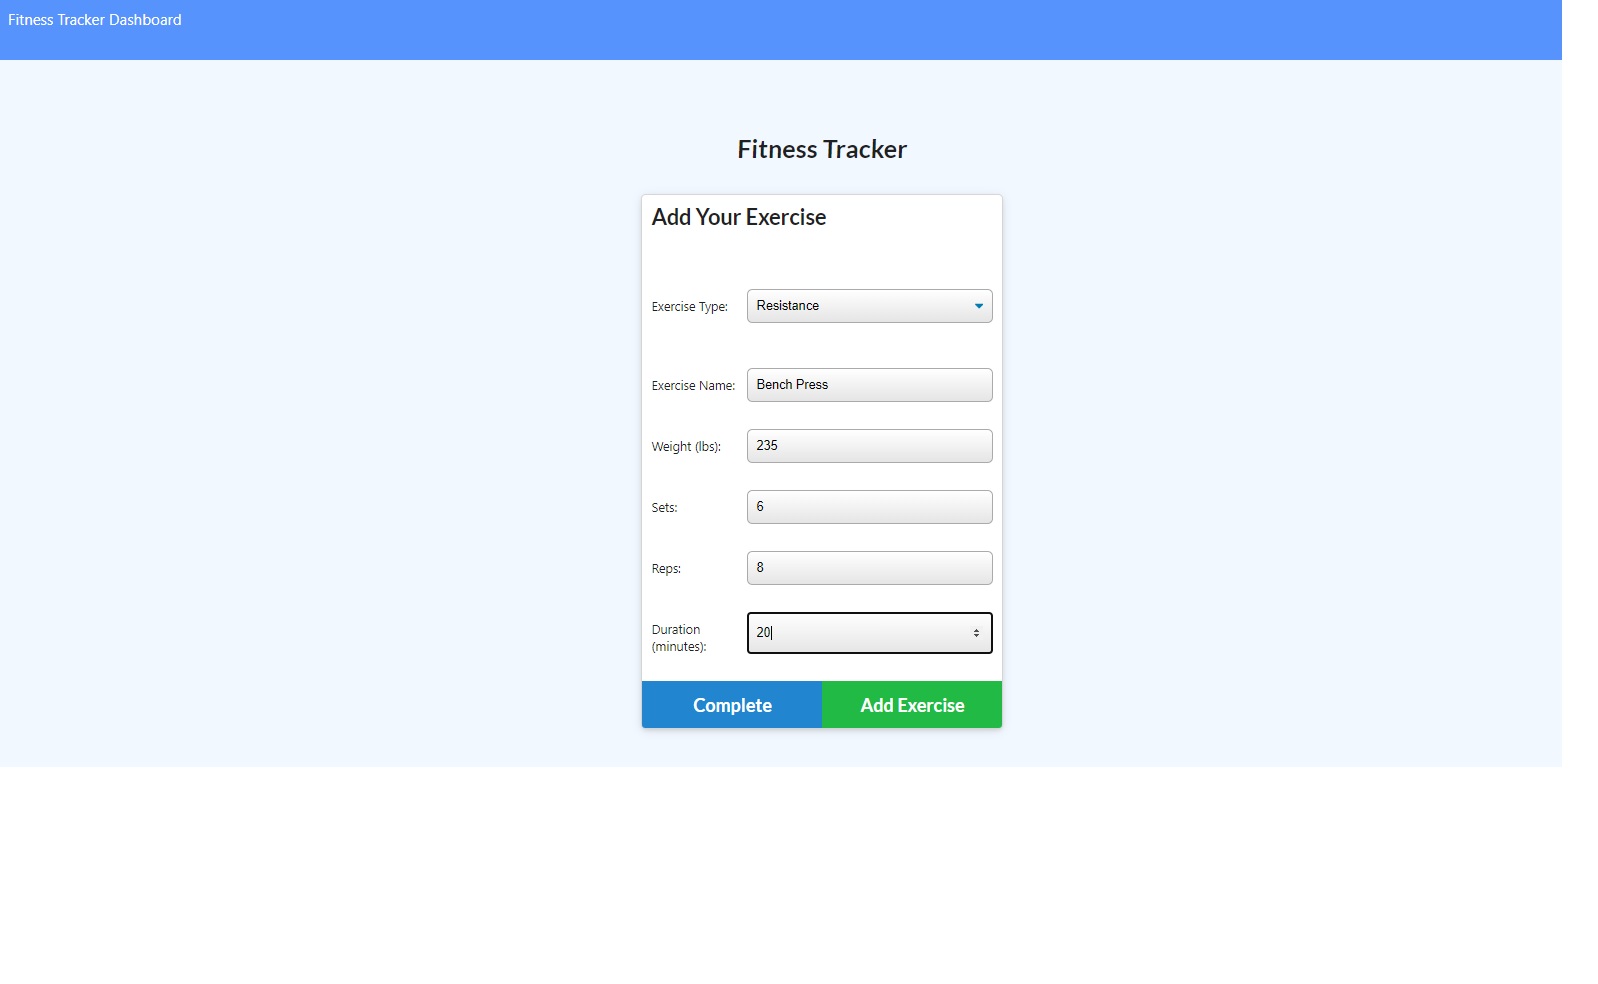 Fitness Tracker Dashboard
Fitness Tracker
Add Your Exercise
Exercise Type: Resistance
Exercise Name: Bench Press
Weight (lbs): 235
Sets: 6
Reps: 8
Duration (minutes): 20
Complete Add Exercise